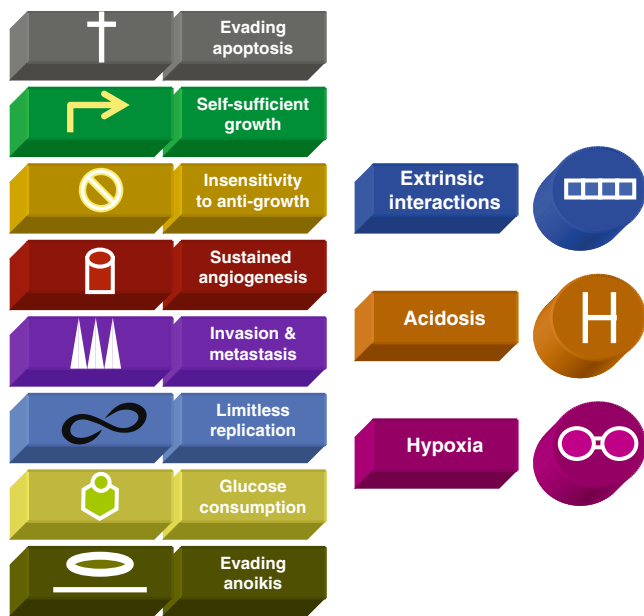 Evading
apoptosis
Self-sufficient
growth
Insensitivity
to anti-growth
Sustained
angiogenesis
Invasion &
metastasis
Limitless
replication
Glucose
consumption
Evading
anoikis
Extrinsic
interactions
Acidosis
H
Hypoxia